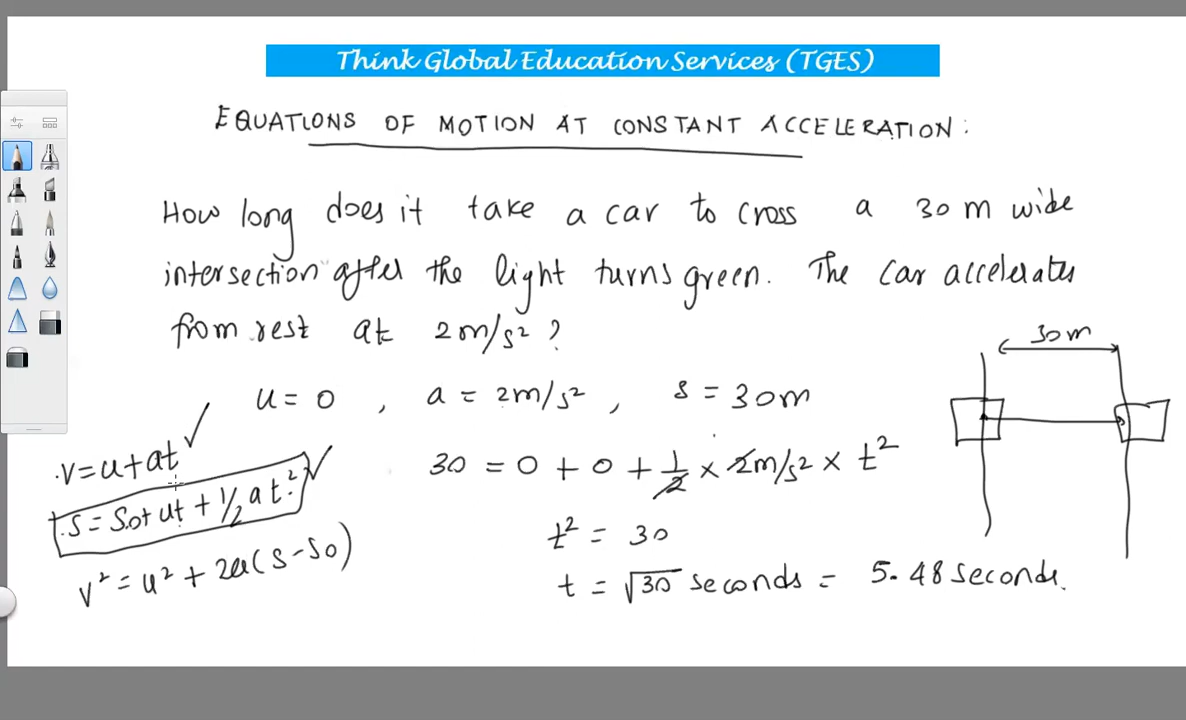 Think Global Education Services (TGES)
EQUATIONS OF MOTION AT CONSTANT ACCELERATION:
How long does it take a car to cross a 30 m wide
intersection after the light turns green. The car accelerates
from rest at 2m/s² ?
30m
u = 0 , a = 2m/s² , s = 30m
v=u+at
30 = 0 + 0 + 1/2 × 2m/s² × t²
s = So+ ut + 1/2 at²
t² = 30
v² = u² + 2a(s-s0)
t = √30 seconds = 5.48 seconds.